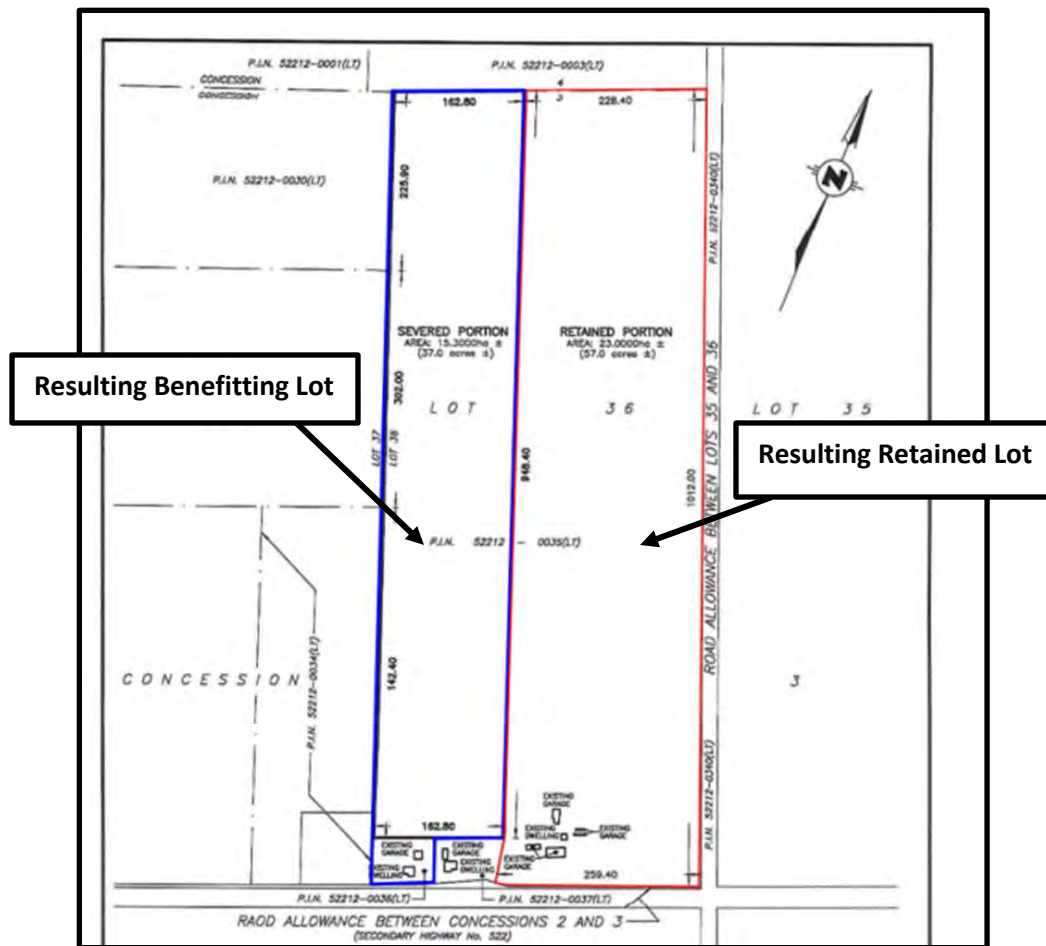 P.I.N. 52212-0001(LT)
P.I.N. 52212-0003(LT)
CONCESSION
CONCESSION
4
3
162.80
228.40
P.I.N. 52212-0340(LT)
225.90
P.I.N. 52212-0030(LT)
N
SEVERED PORTION
AREA: 15.3000ha ±
(37.0 acres ±)
RETAINED PORTION
AREA: 23.0000ha ±
(57.0 acres ±)
Resulting Benefitting Lot
302.00
LOT
36
LOT 35
LOT 37
LOT 36
948.40
1012.00
ROAD ALLOWANCE BETWEEN LOTS 35 AND 36
Resulting Retained Lot
P.I.N. 52212 - 0035(LT)
CONCESSION
P.I.N. 52212-0034(LT)
142.40
3
P.I.N. 52212-0340(LT)
162.80
EXISTING
GARAGE
EXISTING
DWELLING
EXISTING
GARAGE
EXISTING
DWELLING
EXISTING
GARAGE
EXISTING
DWELLING
EXISTING
GARAGE
EXISTING
GARAGE
259.40
P.I.N. 52212-0036(LT)
P.I.N. 52212-0037(LT)
RAOD ALLOWANCE BETWEEN CONCESSIONS 2 AND 3
(SECONDARY HIGHWAY No. 522)